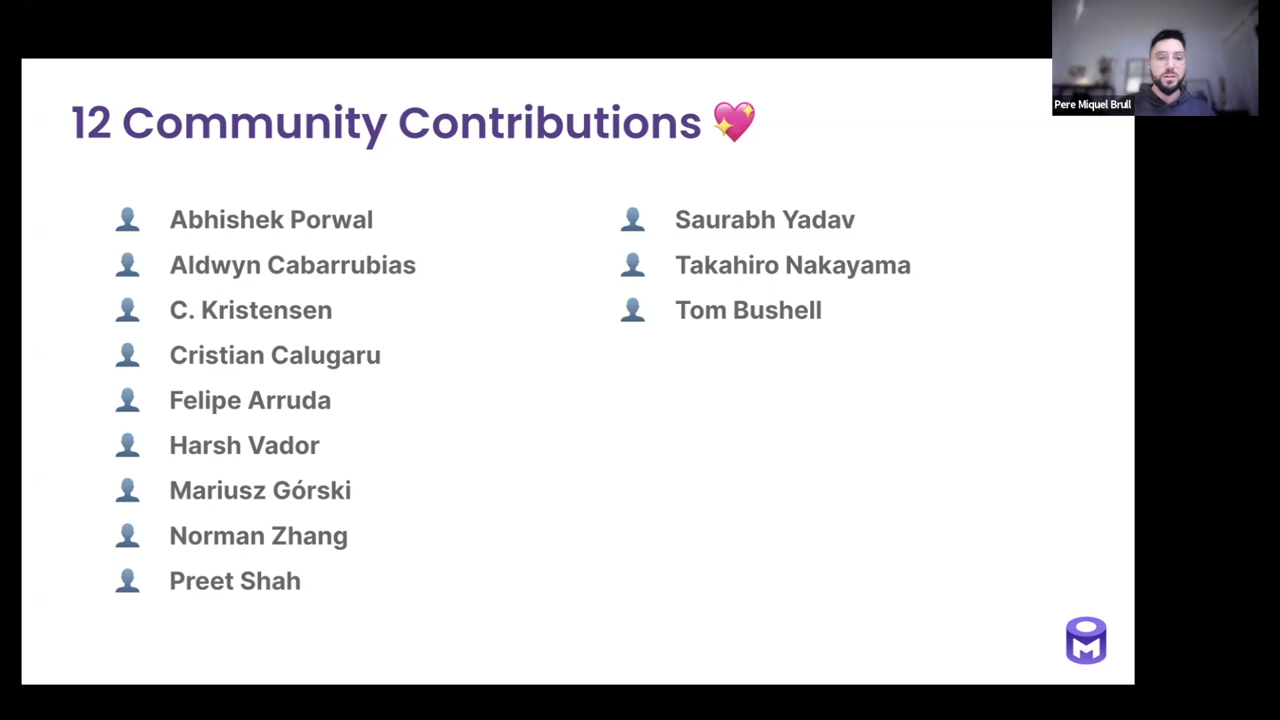 12 Community Contributions 💖
Abhishek Porwal
Aldwyn Cabarrubias
C. Kristensen
Cristian Calugaru
Felipe Arruda
Harsh Vador
Mariusz Górski
Norman Zhang
Preet Shah
Saurabh Yadav
Takahiro Nakayama
Tom Bushell
Pere Miquel Brull
M